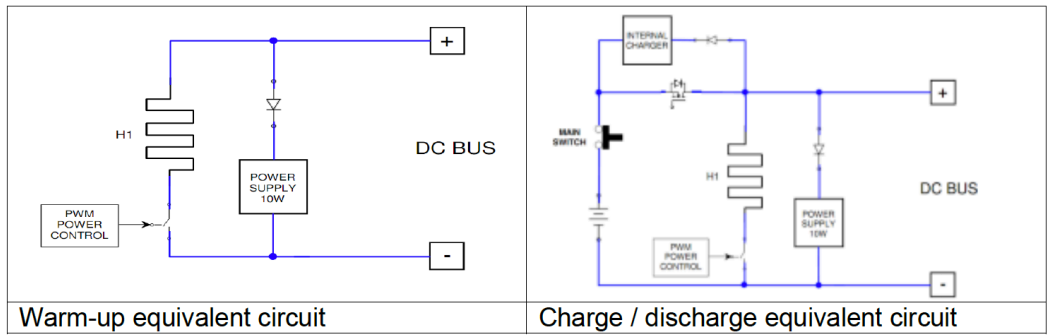 +
H1
DC BUS
POWER
SUPPLY
10W
PWM
POWER
CONTROL
-
Warm-up equivalent circuit
INTERNAL
CHARGER
+
MAIN
SWITCH
H1
DC BUS
POWER
SUPPLY
10W
PWM
POWER
CONTROL
-
Charge / discharge equivalent circuit